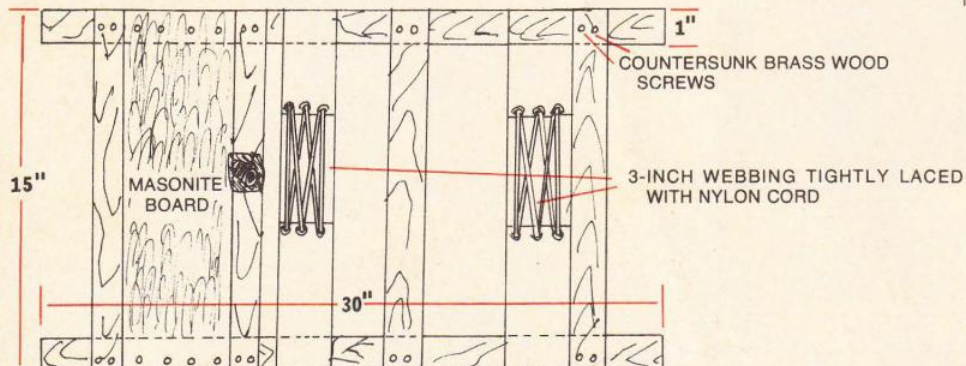 1"
COUNTERSUNK BRASS WOOD
SCREWS
15"
MASONITE
BOARD
3-INCH WEBBING TIGHTLY LACED
WITH NYLON CORD
30"